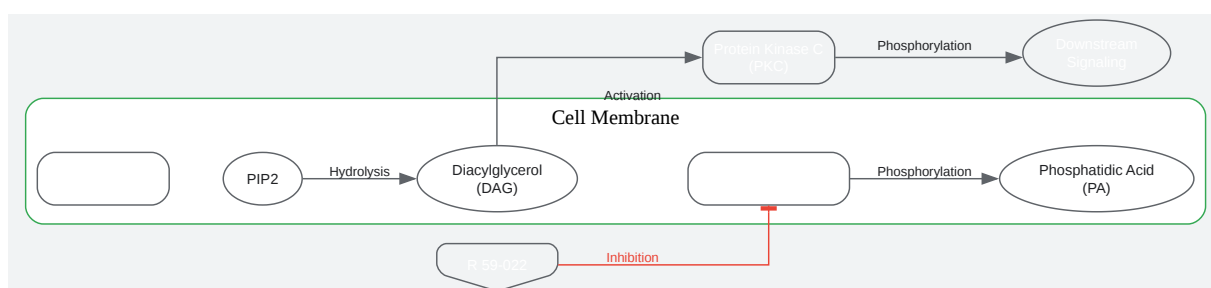 Protein Kinase C
(PKC)
Phosphorylation
Downstream
Signaling
Activation
Cell Membrane
PIP2
Hydrolysis
Diacylglycerol
(DAG)
Phosphorylation
Phosphatidic Acid
(PA)
R 59-022
Inhibition